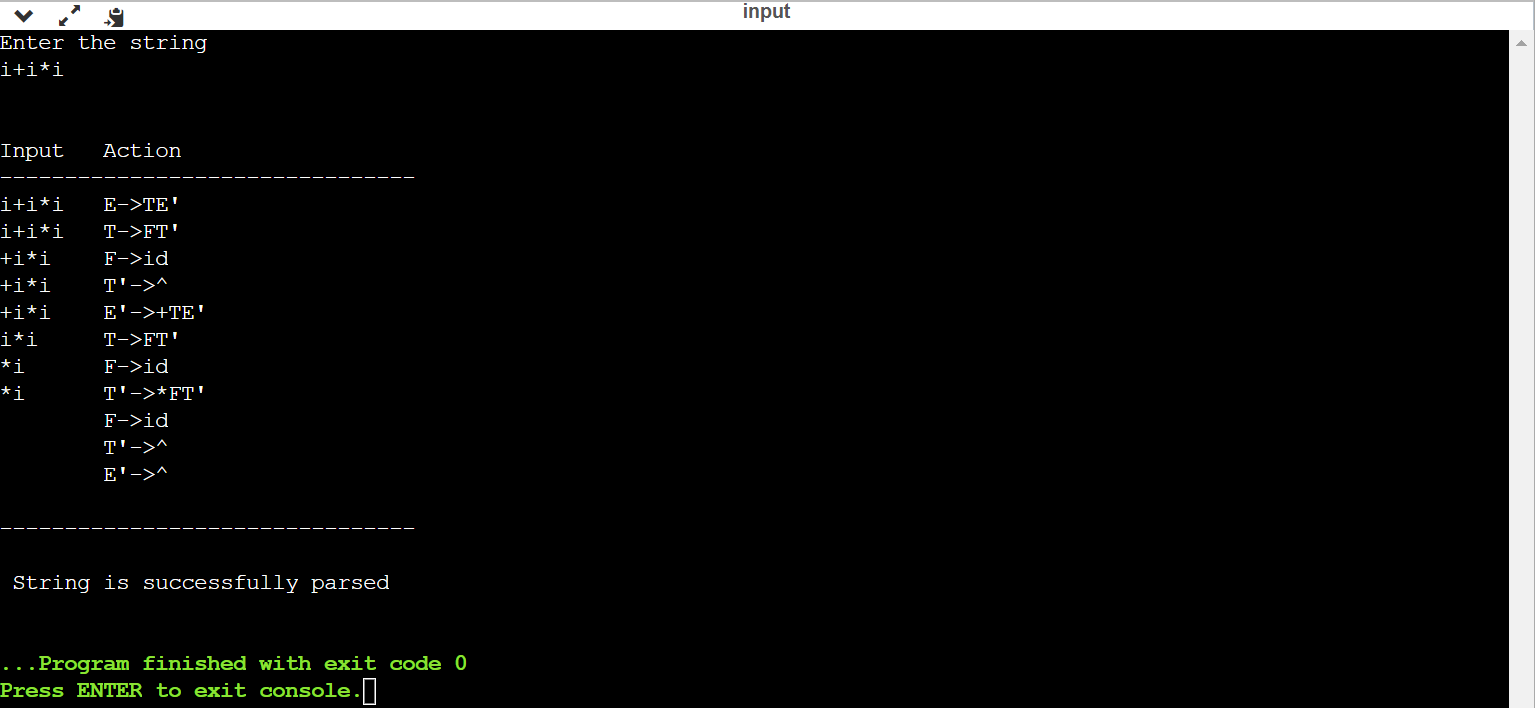 input
Enter the string
i+i*i
Input   Action
--------------------------------
i+i*i   E->TE'
i+i*i   T->FT'
+i*i    F->id
+i*i    T'->^
+i*i    E'->+TE'
i*i     T->FT'
*i      F->id
*i      T'->*FT'
        F->id
        T'->^
        E'->^
--------------------------------
 String is successfully parsed
...Program finished with exit code 0
Press ENTER to exit console.